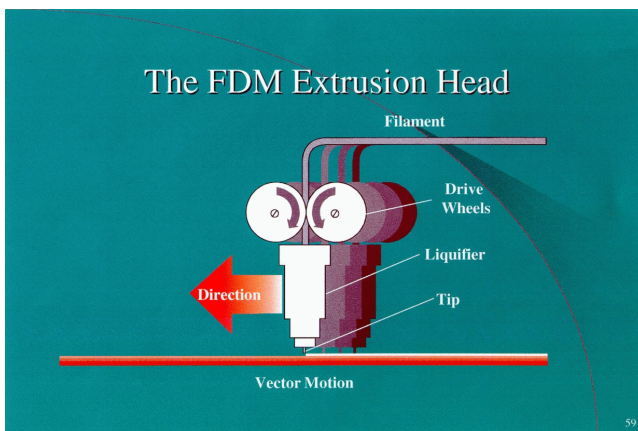 The FDM Extrusion Head
Filament
Drive
Wheels
Liquifier
Direction
Tip
Vector Motion
59